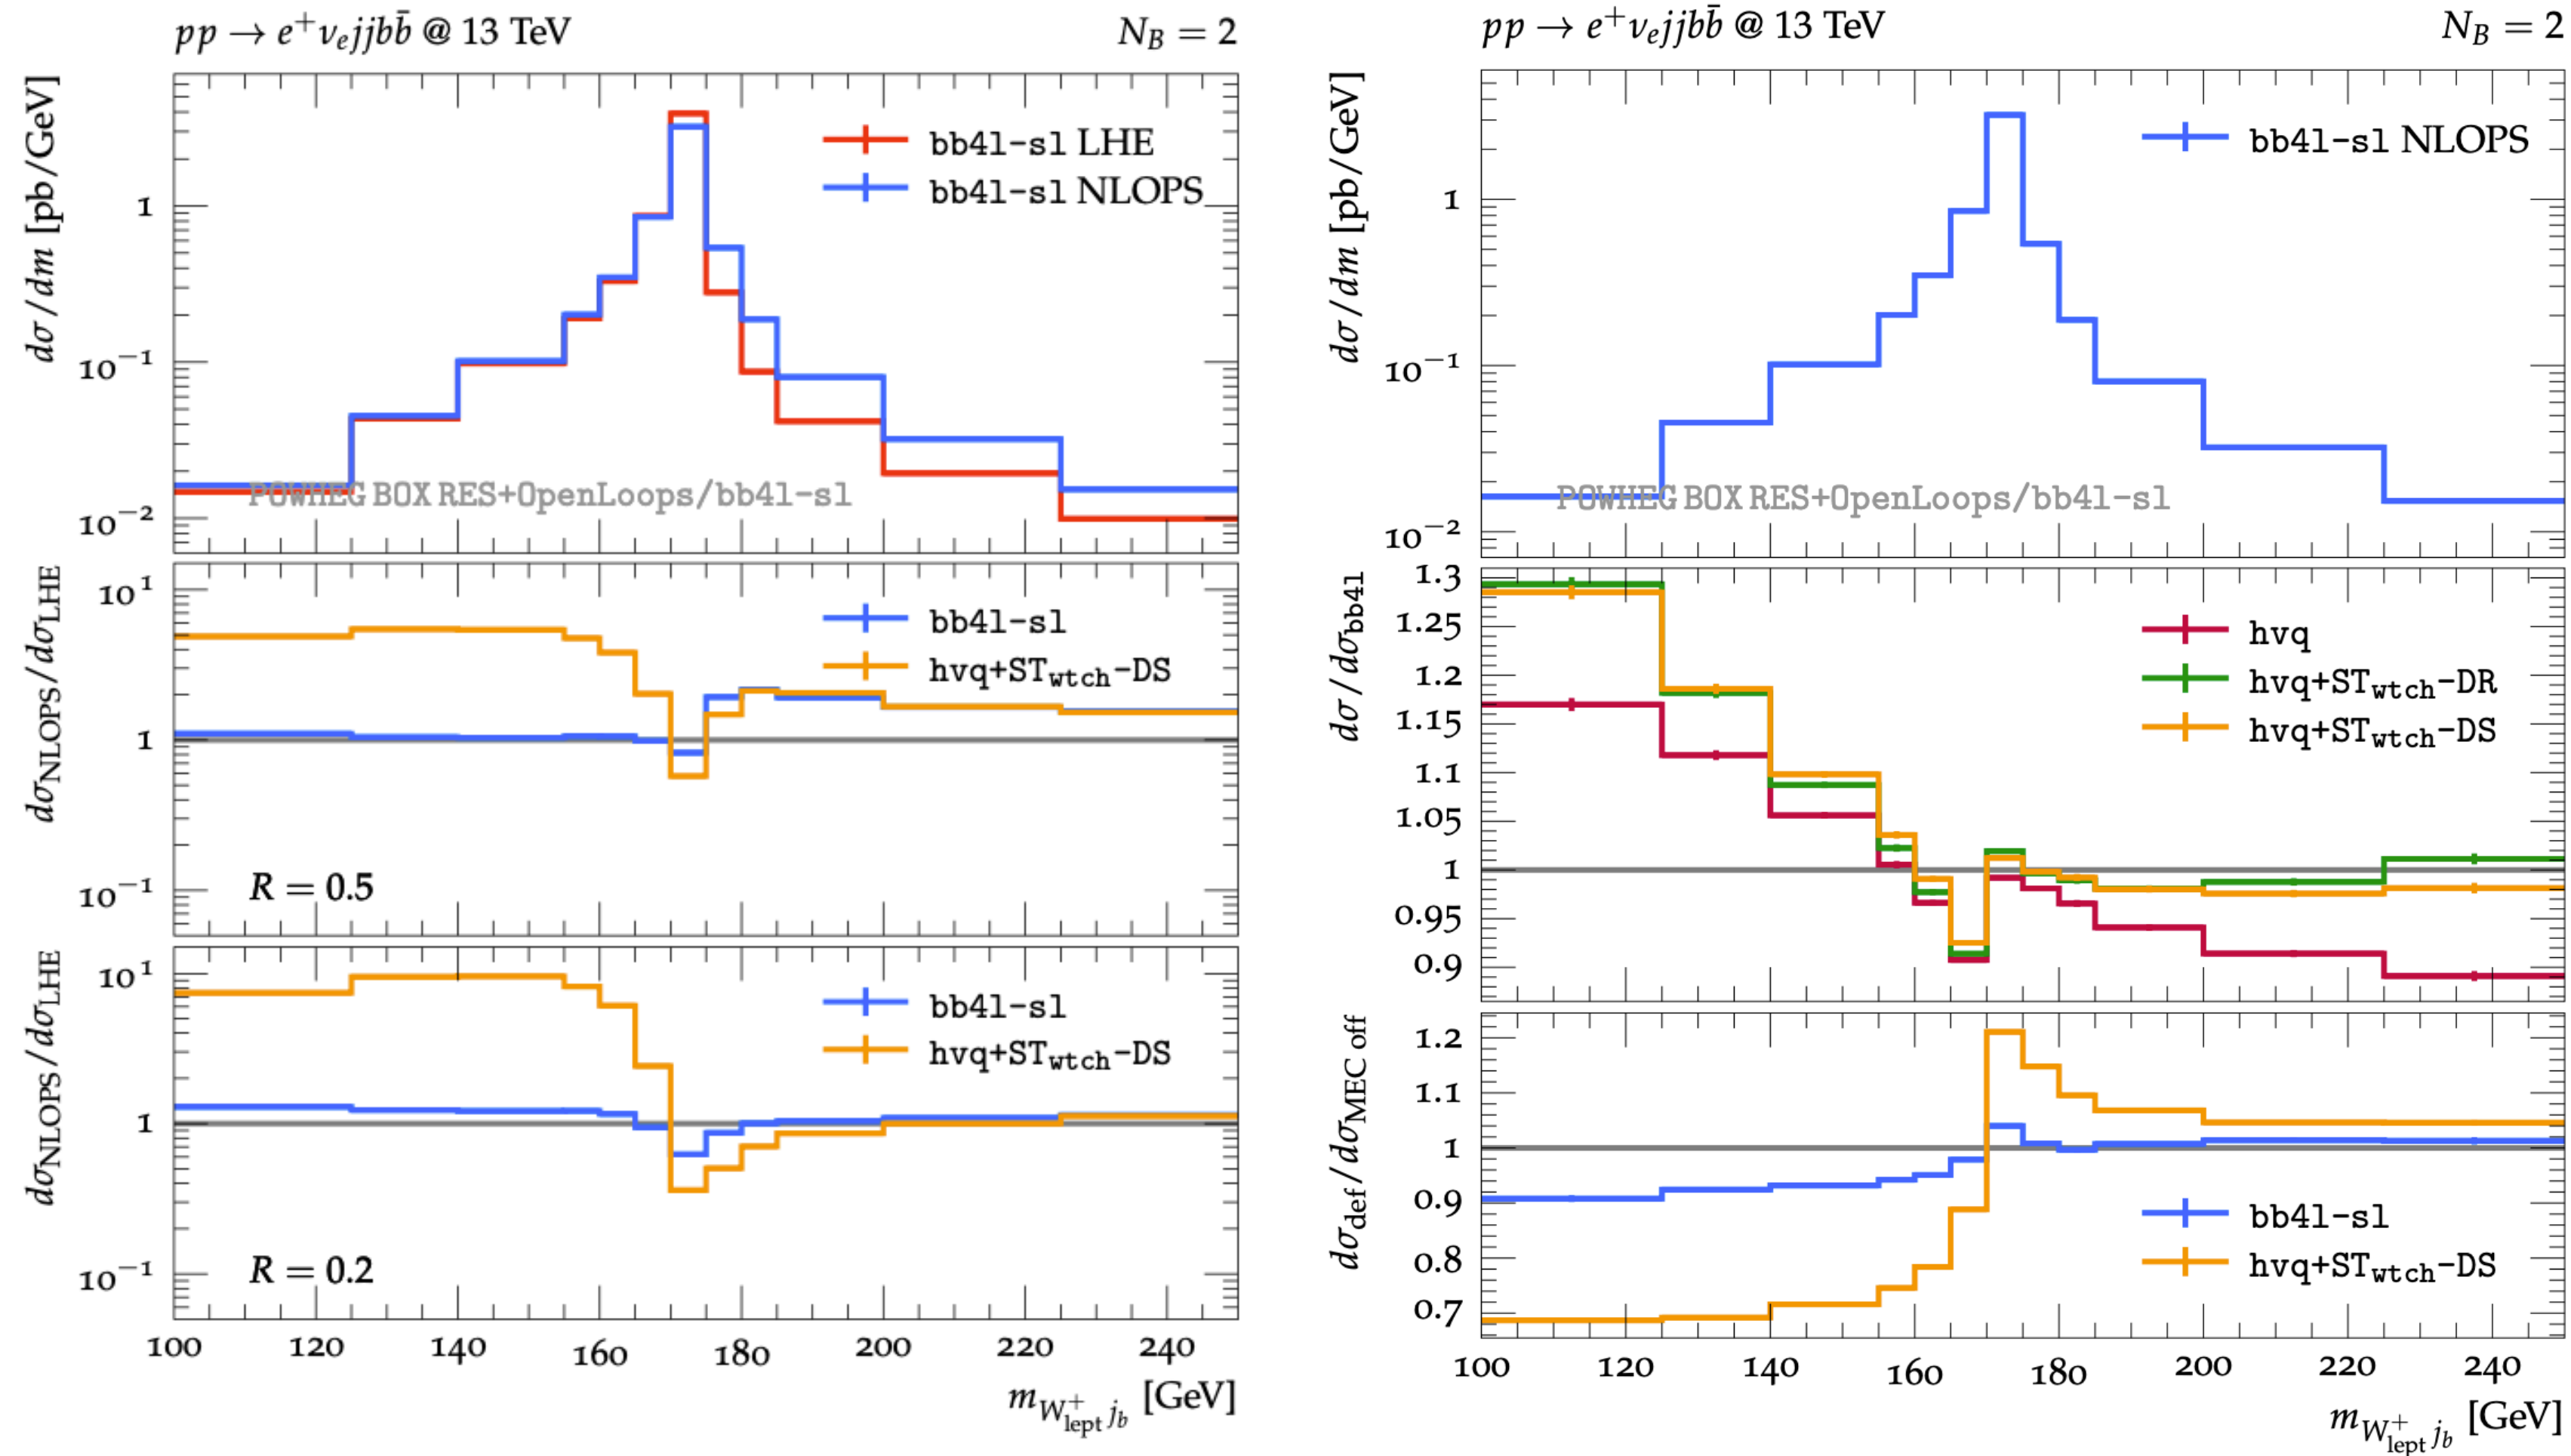 pp → e⁺ν_e jjbb̄ @ 13 TeV N_B = 2
dσ/dm [pb/GeV]
1
10⁻¹
10⁻²
bb4l-sl LHE
bb4l-sl NLOPS
POWHEG BOX RES+OpenLoops/bb4l-sl
dσ_NLOPS/dσ_LHE
10¹
1
10⁻¹
bb4l-sl
hvq+ST_wtch-DS
R = 0.5
dσ_NLOPS/dσ_LHE
10¹
1
10⁻¹
bb4l-sl
hvq+ST_wtch-DS
R = 0.2
100 120 140 160 180 200 220 240
m_{W⁺_lept j_b} [GeV]
pp → e⁺ν_e jjbb̄ @ 13 TeV N_B = 2
dσ/dm [pb/GeV]
1
10⁻¹
10⁻²
bb4l-sl NLOPS
POWHEG BOX RES+OpenLoops/bb4l-sl
dσ/dσ_bb4l
1.3
1.25
1.2
1.15
1.1
1.05
1
0.95
0.9
hvq
hvq+ST_wtch-DR
hvq+ST_wtch-DS
dσ_def/dσ_MEC off
1.2
1.1
1
0.9
0.8
0.7
bb4l-sl
hvq+ST_wtch-DS
100 120 140 160 180 200 220 240
m_{W⁺_lept j_b} [GeV]